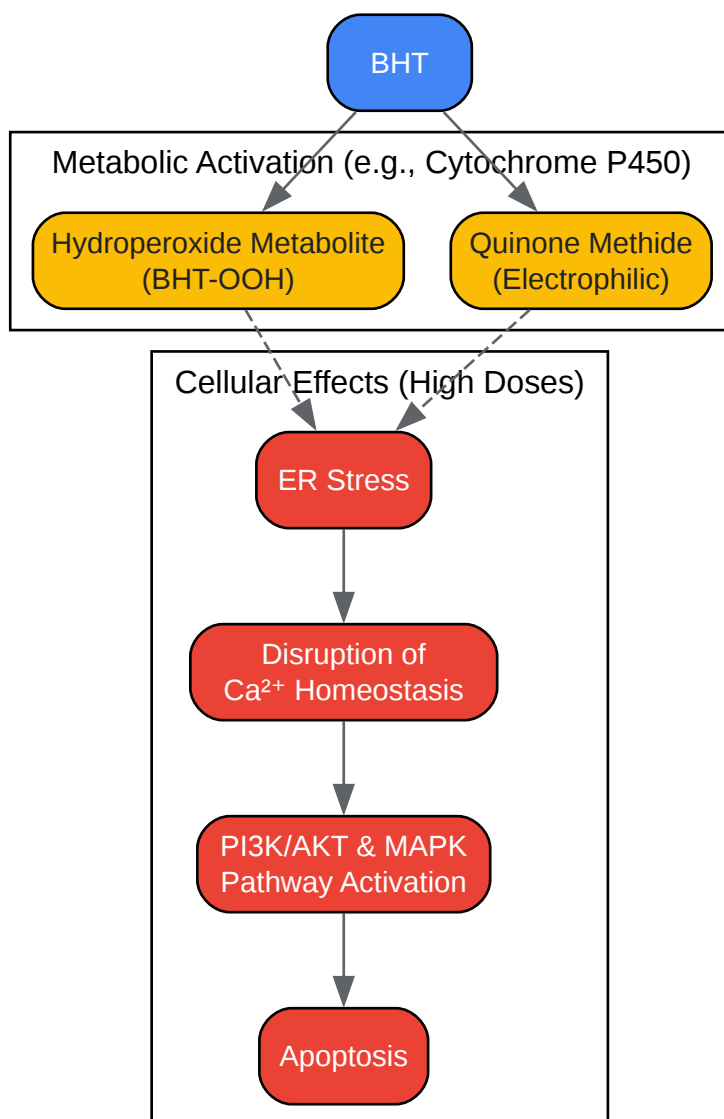 BHT
Metabolic Activation (e.g., Cytochrome P450)
Hydroperoxide Metabolite
(BHT-OOH)
Quinone Methide
(Electrophilic)
Cellular Effects (High Doses)
ER Stress
Disruption of
Ca²⁺ Homeostasis
PI3K/AKT & MAPK
Pathway Activation
Apoptosis